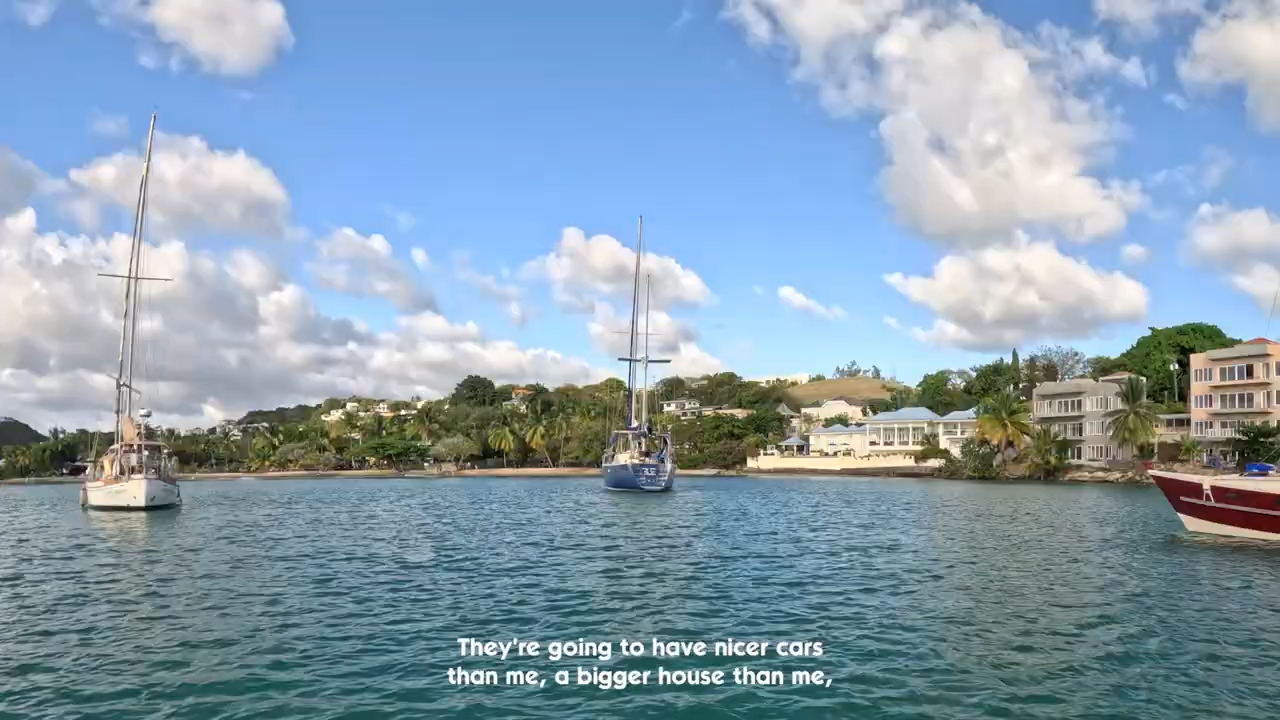 They're going to have nicer cars
than me, a bigger house than me,